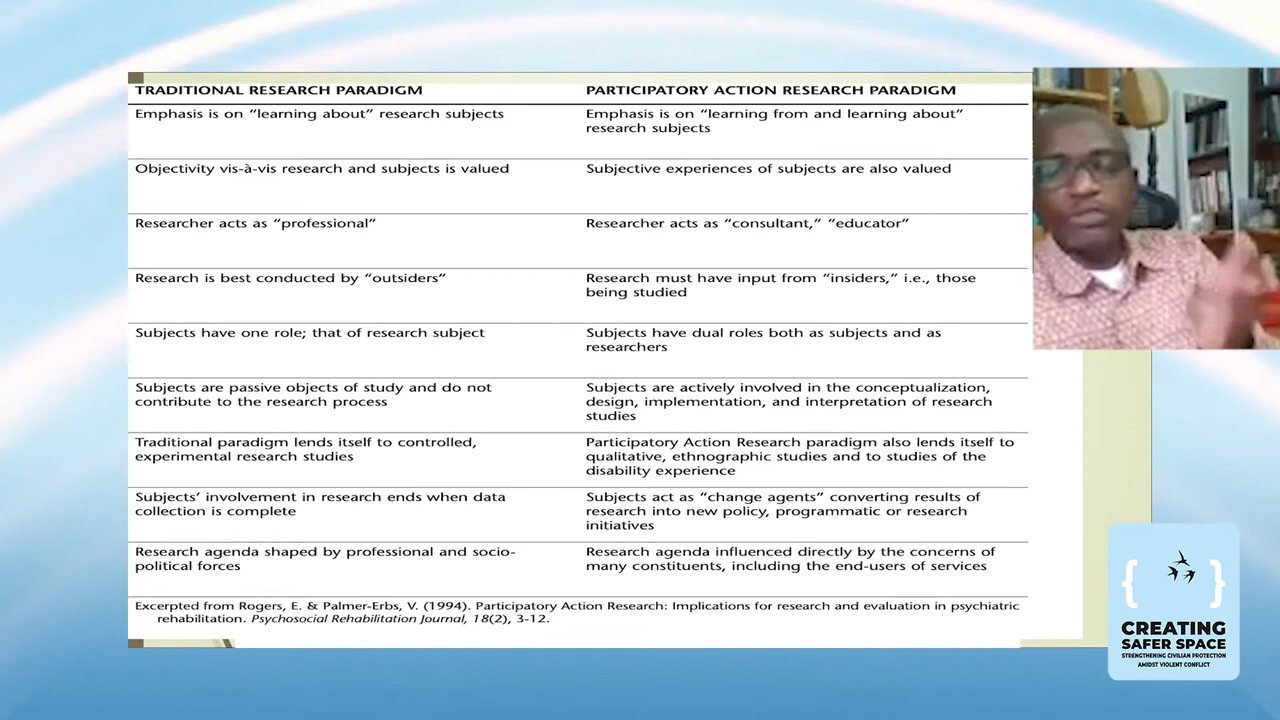 TRADITIONAL RESEARCH PARADIGM
PARTICIPATORY ACTION RESEARCH PARADIGM
Emphasis is on “learning about” research subjects
Emphasis is on “learning from and learning about”
research subjects
Objectivity vis-à-vis research and subjects is valued
Subjective experiences of subjects are also valued
Researcher acts as “professional”
Researcher acts as “consultant,” “educator”
Research is best conducted by “outsiders”
Research must have input from “insiders,” i.e., those
being studied
Subjects have one role; that of research subject
Subjects have dual roles both as subjects and as
researchers
Subjects are passive objects of study and do not
contribute to the research process
Subjects are actively involved in the conceptualization,
design, implementation, and interpretation of research
studies
Traditional paradigm lends itself to controlled,
experimental research studies
Participatory Action Research paradigm also lends itself to
qualitative, ethnographic studies and to studies of the
disability experience
Subjects’ involvement in research ends when data
collection is complete
Subjects act as “change agents” converting results of
research into new policy, programmatic or research
initiatives
Research agenda shaped by professional and socio-
political forces
Research agenda influenced directly by the concerns of
many constituents, including the end-users of services
Excerpted from Rogers, E. & Palmer-Erbs, V. (1994). Participatory Action Research: Implications for research and evaluation in psychiatric
rehabilitation. Psychosocial Rehabilitation Journal, 18(2), 3-12.
CREATING
SAFER SPACE
STRENGTHENING CIVILIAN PROTECTION
AMIDST VIOLENT CONFLICT